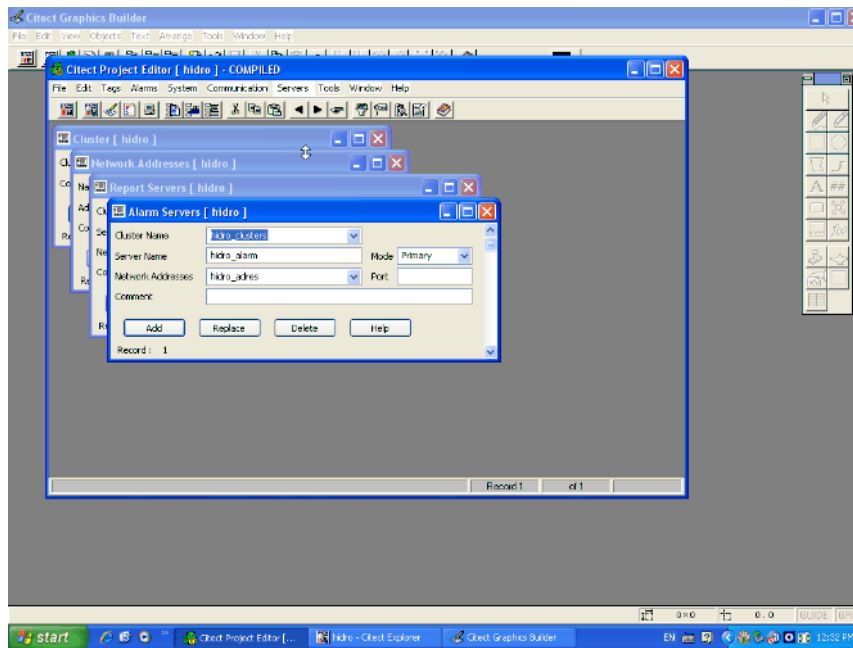 Citect Graphics Builder
File Edit View Objects Text Arrange Tools Window Help
Citect Project Editor [ hidro ] - COMPILED
File Edit Tags Alarms System Communication Servers Tools Window Help
Cluster [ hidro ]
Network Addresses [ hidro ]
Report Servers [ hidro ]
Alarm Servers [ hidro ]
Cluster Name hidro_clusters
Server Name hidro_alarm Mode Primary
Network Addresses hidro_adres Port
Comment
Add Replace Delete Help
Record : 1
Record 1 of 1
A ##
0×0 0.0 GUIDE
start Citect Project Editor [... hidro - Citect Explorer Citect Graphics Builder EN 12:32 PM